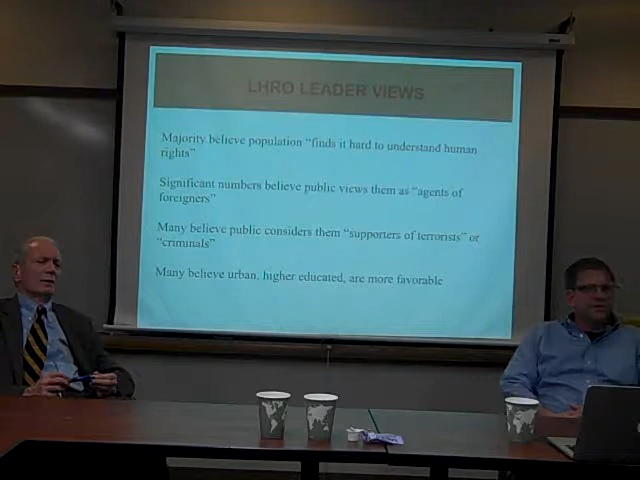 LHRO LEADER VIEWS
Majority believe population “finds it hard to understand human
rights”
Significant numbers believe public views them as “agents of
foreigners”
Many believe public considers them “supporters of terrorists” or
“criminals”
Many believe urban, higher educated, are more favorable